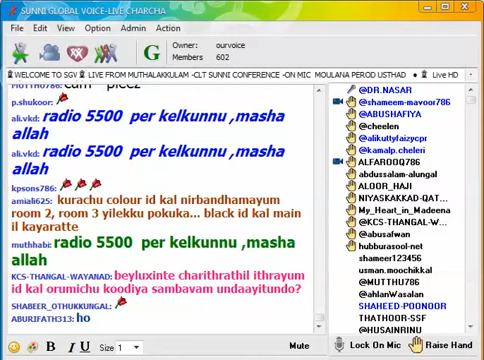 SUNNI GLOBAL VOICE-LIVE CHARCHA
File Edit View Option Admin Action
G
Owner: ourvoice
Members 602
WELCOME TO SGV ● LIVE FROM MUTHALAKKULAM -CLT SUNNI CONFERENCE -ON MIC MOULANA PEROD USTHAD ● Live HD
MUTTHU786: cam pleez
p.shukoor:
ali.vkd: radio 5500 per kelkunnu ,masha
allah
ali.vkd: radio 5500 per kelkunnu ,masha
allah
kpsons786:
amiali625: kurachu colour id kal nirbandhamayum
room 2, room 3 yilekku pokuka... black id kal main
il kayaratte
muthhabi: radio 5500 per kelkunnu ,masha
allah
KCS-THANGAL-WAYANAD: beyluxinte charithrathil ithrayum
id kal orumichu koodiya sambavam undaayitundo?
SHABEER_OTHUKKUNGAL:
ABURIFATH313: ho
B I U Size 1 Mute
@DR.NASAR
@shameem-mavoor786
@ABUSHAFIYA
@cheelen
@alikuttyfaizycpr
@kamalp.cheleri
ALFAROOQ786
abdussalam-alungal
ALOOR_HAJI
NIYASKAKKAD-QAT...
My_Heart_in_Madeena
@KCS-THANGAL-W...
@abusafwan
hubburasool-net
shameer123456
usman.moochikkal
@MUTTHU786
@ahlanWasalan
SHAHEED-POONOOR
THATHOOR-SSF
@HUSAINRINU
Lock On Mic Raise Hand